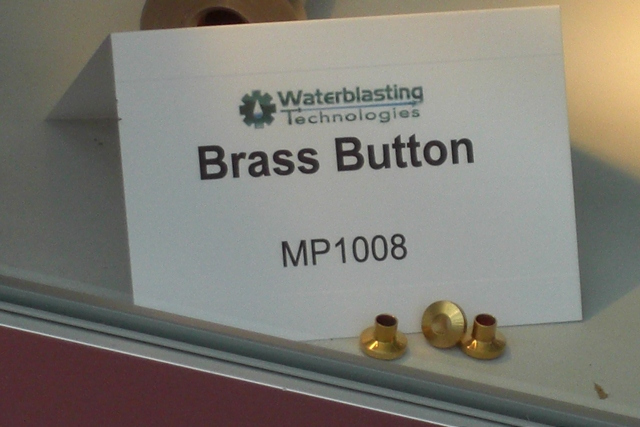 Waterblasting
Technologies
Brass Button
MP1008